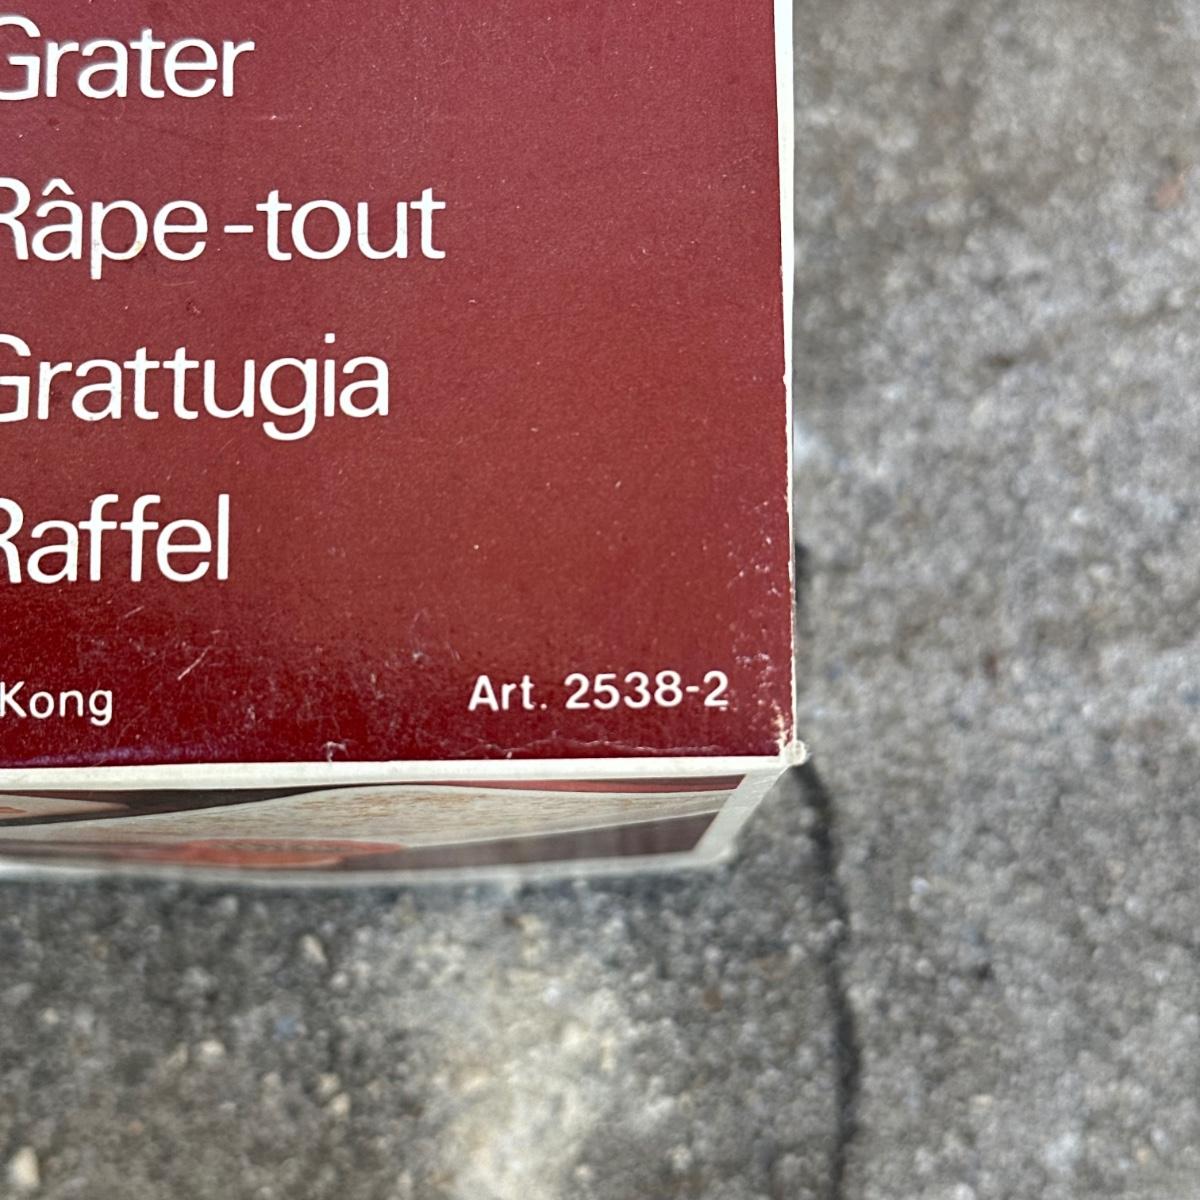 Grater
Râpe-tout
Grattugia
Raffel
Kong
Art. 2538-2